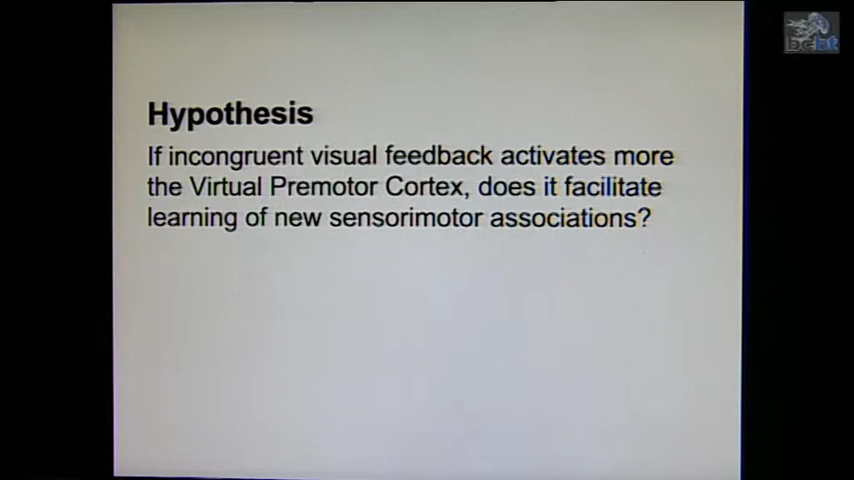 Hypothesis
If incongruent visual feedback activates more
the Virtual Premotor Cortex, does it facilitate
learning of new sensorimotor associations?
bcbt